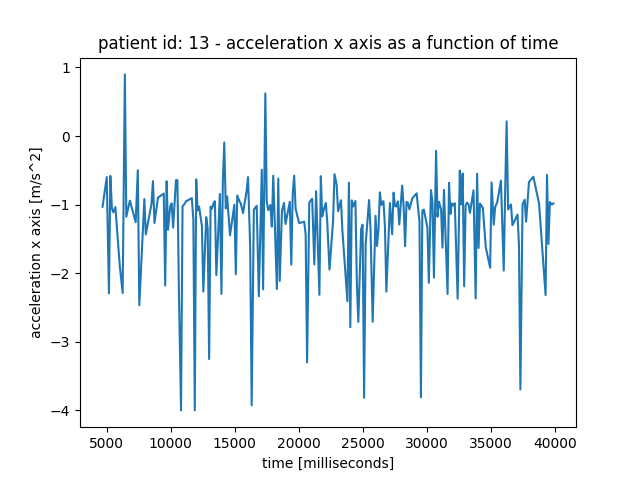 patient id: 13 - acceleration x axis as a function of time
acceleration x axis [m/s^2]
1
0
−1
−2
−3
−4
5000 10000 15000 20000 25000 30000 35000 40000
time [milliseconds]